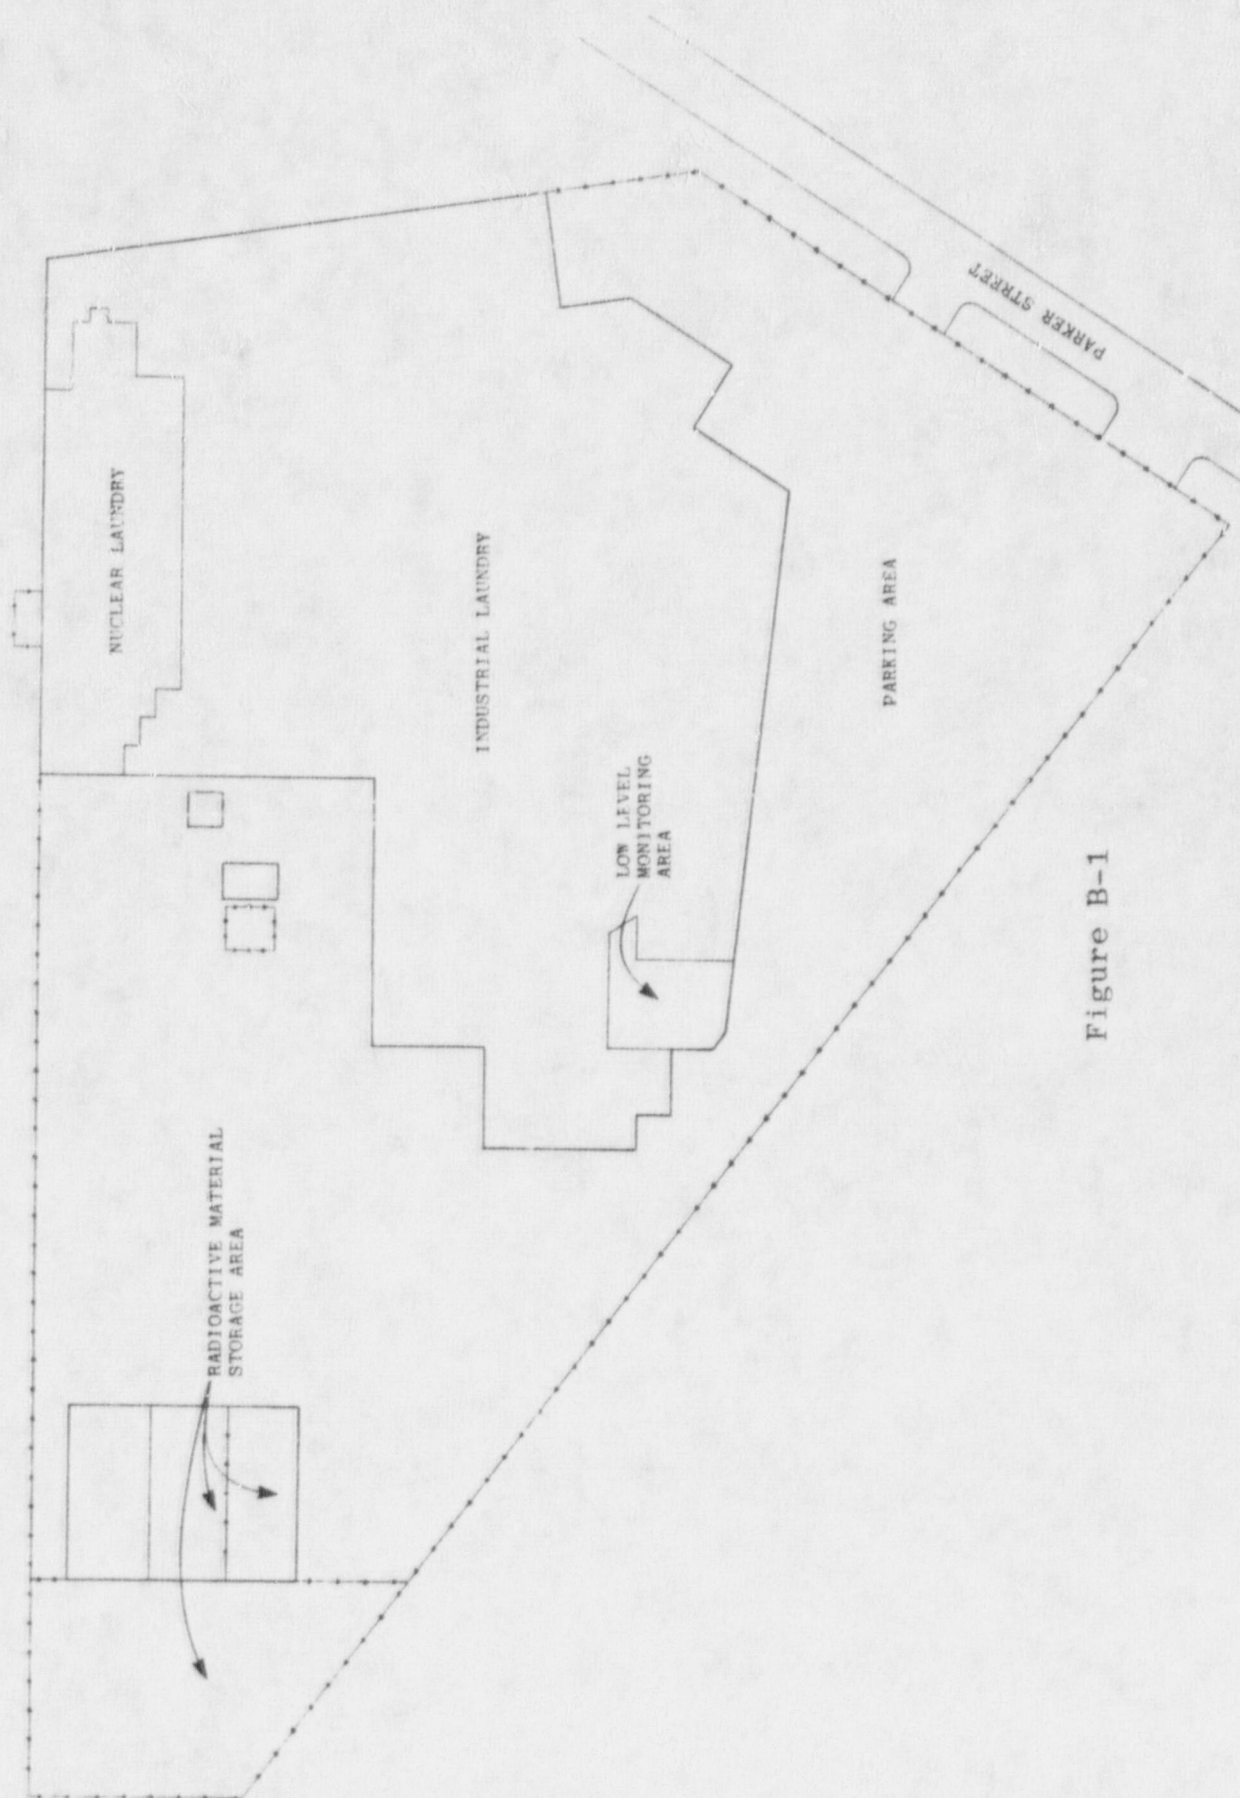 PARKER STREET
NUCLEAR LAUNDRY
INDUSTRIAL LAUNDRY
PARKING AREA
LOW LEVEL
MONITORING
AREA
RADIOACTIVE MATERIAL
STORAGE AREA
Figure B-1